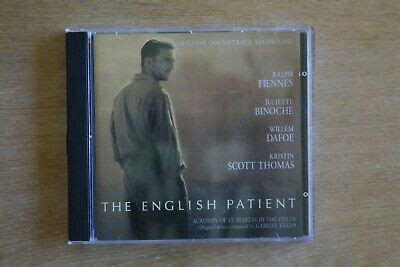 ORIGINAL SOUNDTRACK RECORDING
RALPH
FIENNES
JULIETTE
BINOCHE
WILLEM
DAFOE
KRISTIN
SCOTT THOMAS
THE ENGLISH PATIENT
ACADEMY OF ST. MARTIN IN THE FIELDS
Original music composed by GABRIEL YARED